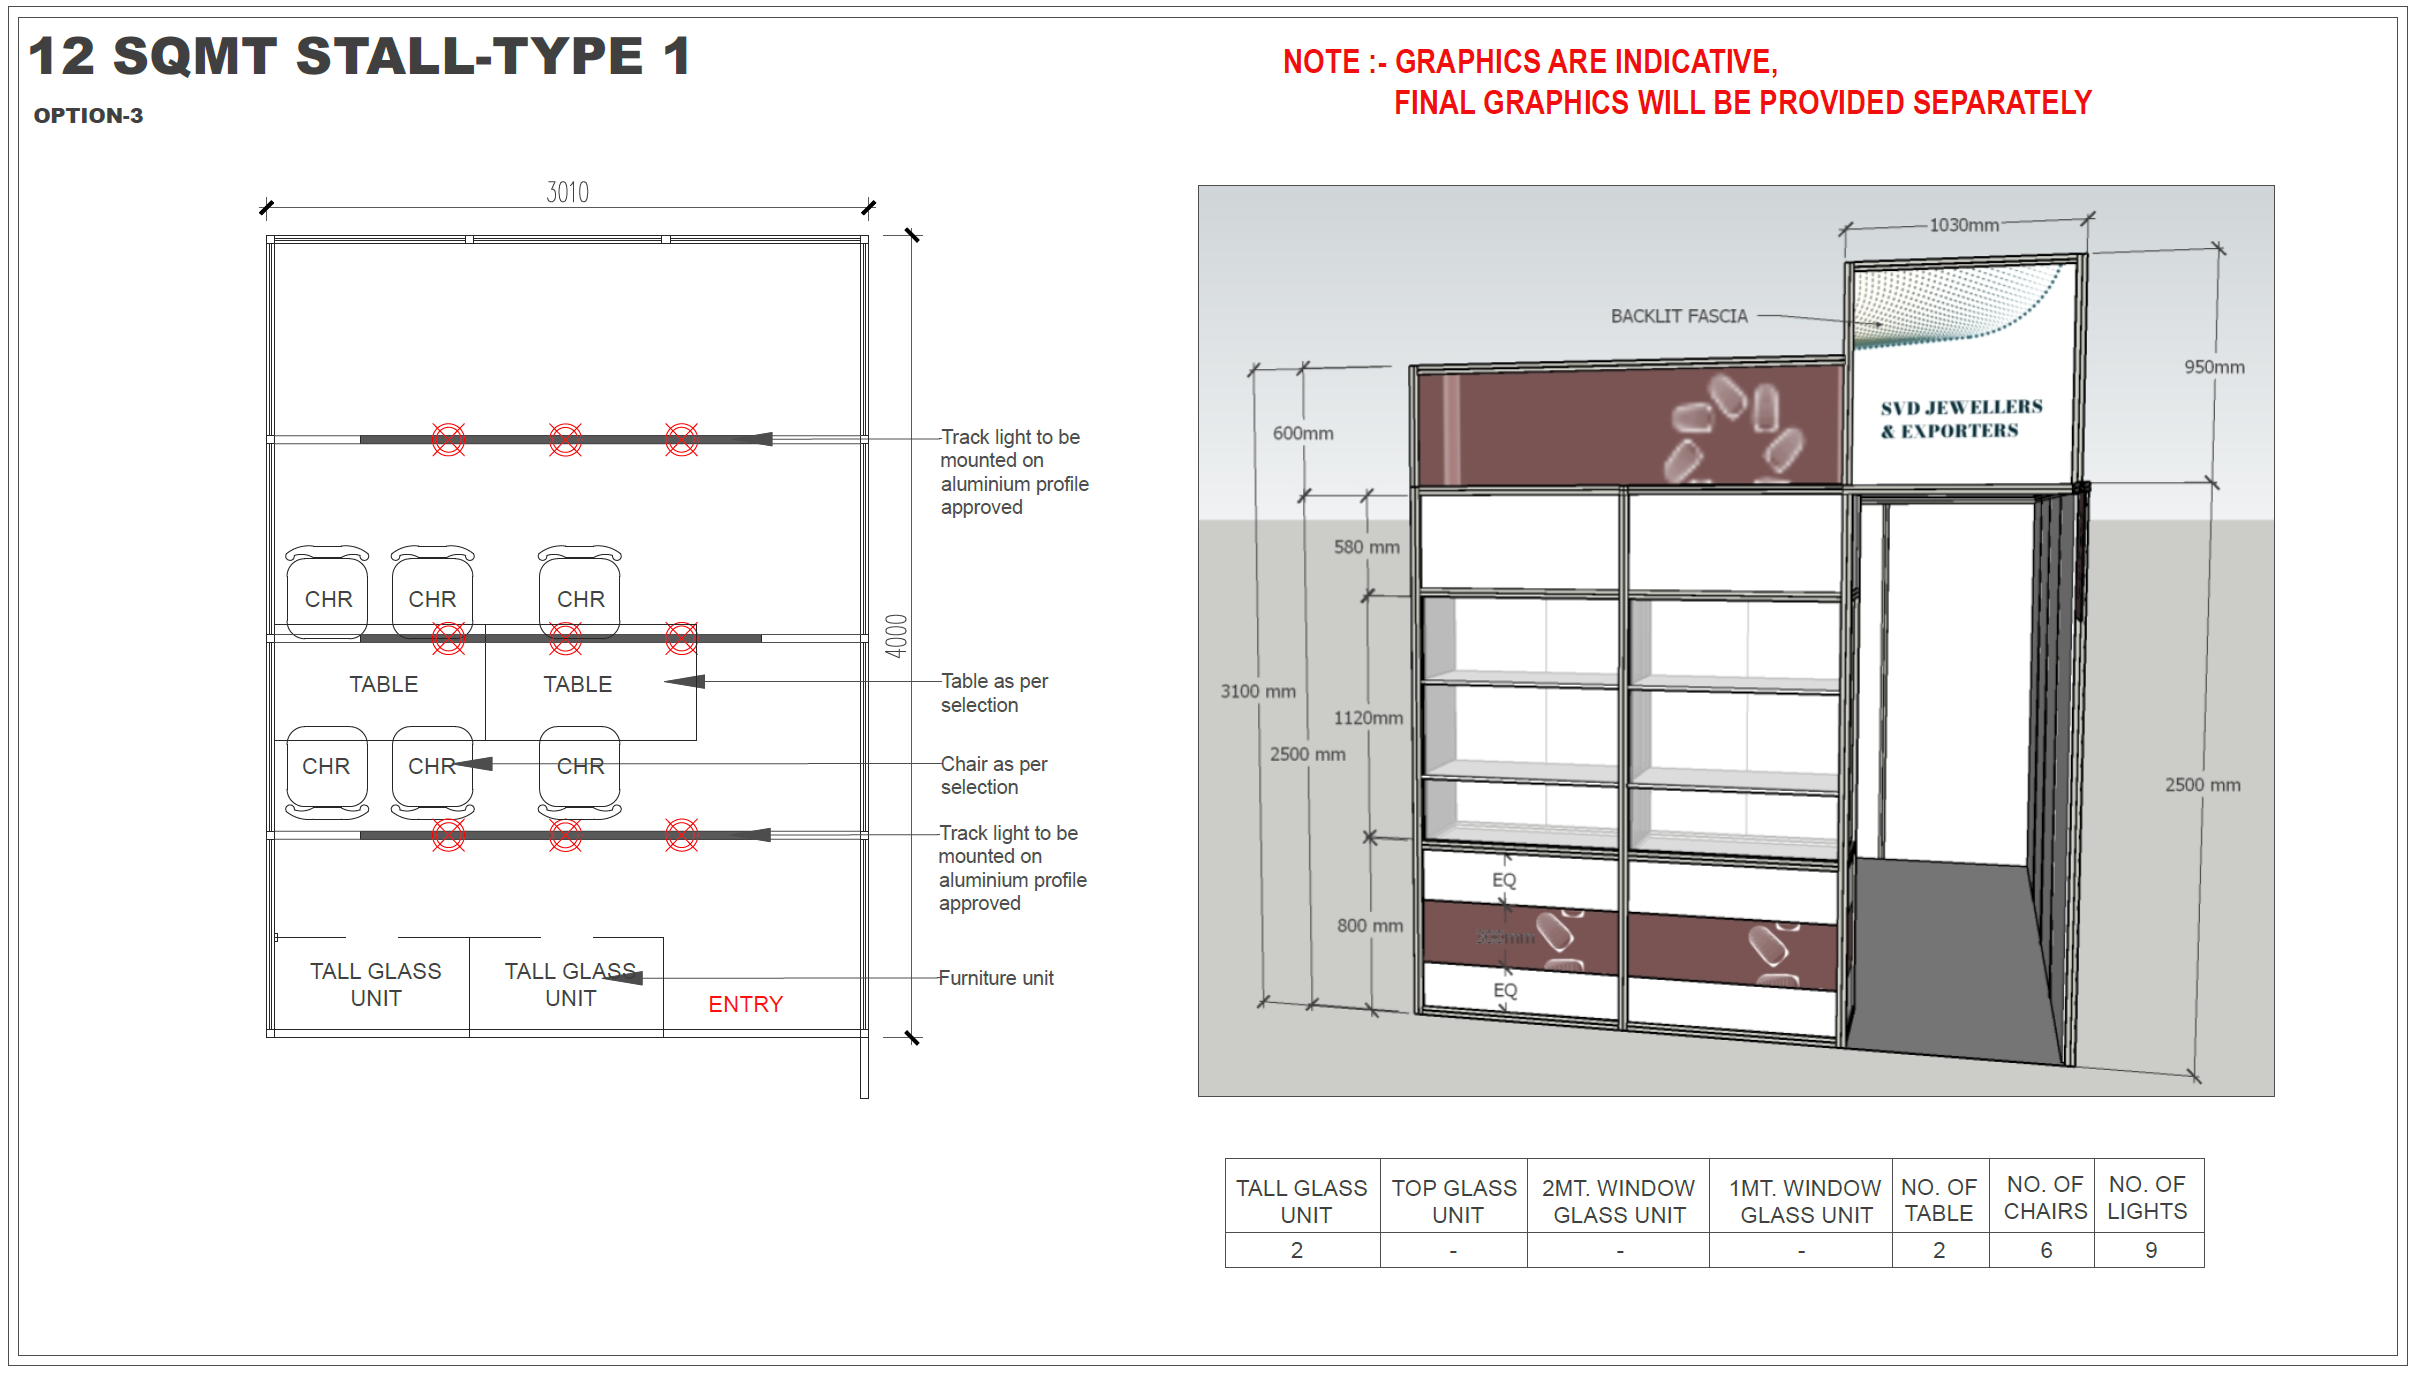 12 SQMT STALL-TYPE 1
OPTION-3
NOTE :- GRAPHICS ARE INDICATIVE,
FINAL GRAPHICS WILL BE PROVIDED SEPARATELY
3010
4000
Track light to be
mounted on
aluminium profile
approved
CHR
CHR
CHR
TABLE
TABLE
Table as per
selection
CHR
CHR
CHR
Chair as per
selection
Track light to be
mounted on
aluminium profile
approved
TALL GLASS
UNIT
TALL GLASS
UNIT
Furniture unit
ENTRY
1030mm
BACKLIT FASCIA
950mm
SVD JEWELLERS
& EXPORTERS
600mm
580 mm
3100 mm
1120mm
2500 mm
2500 mm
EQ
800 mm
EQ
TALL GLASS
UNIT
TOP GLASS
UNIT
2MT. WINDOW
GLASS UNIT
1MT. WINDOW
GLASS UNIT
NO. OF
TABLE
NO. OF
CHAIRS
NO. OF
LIGHTS
2
-
-
-
2
6
9